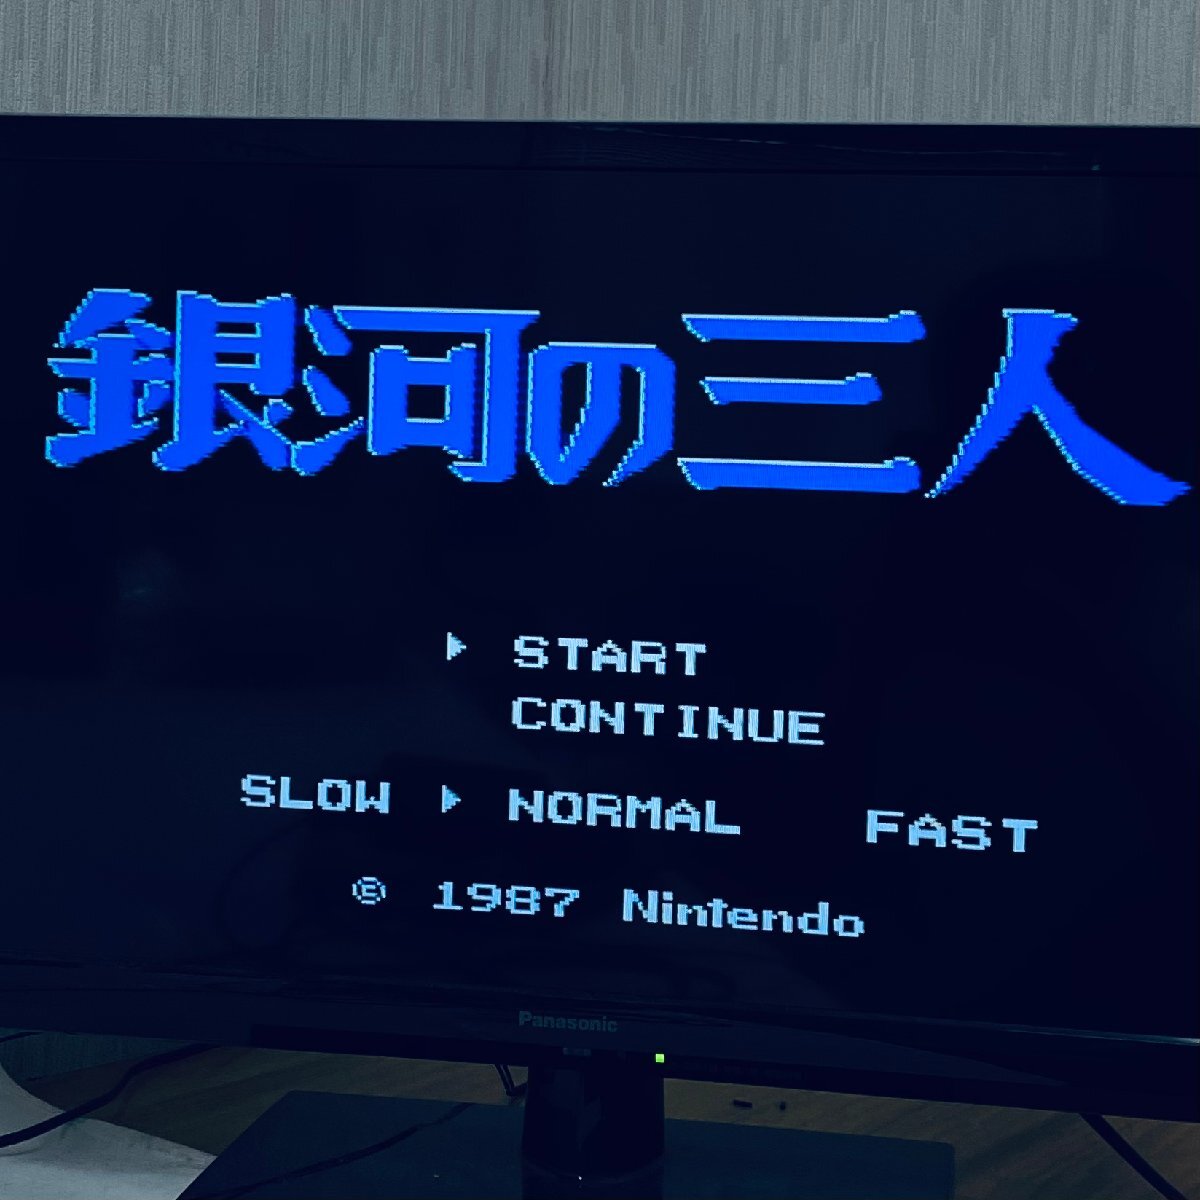 銀河の三人
▶ START
CONTINUE
SLOW ▶ NORMAL FAST
© 1987 Nintendo
Panasonic